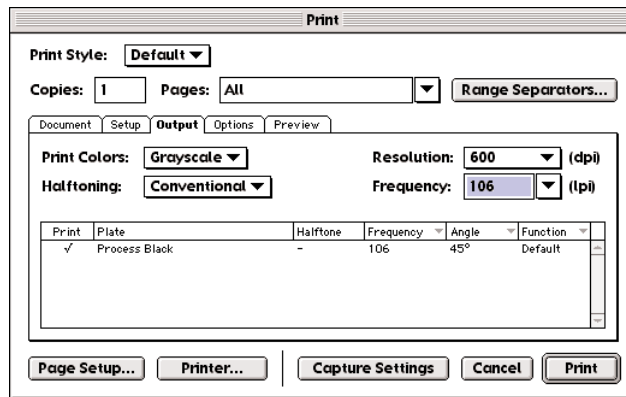 Print
Print Style: Default
Copies: 1 Pages: All Range Separators...
Document Setup Output Options Preview
Print Colors: Grayscale Resolution: 600 (dpi)
Halftoning: Conventional Frequency: 106 (lpi)
Print Plate Halftone Frequency Angle Function
√ Process Black - 106 45° Default
Page Setup... Printer... Capture Settings Cancel Print